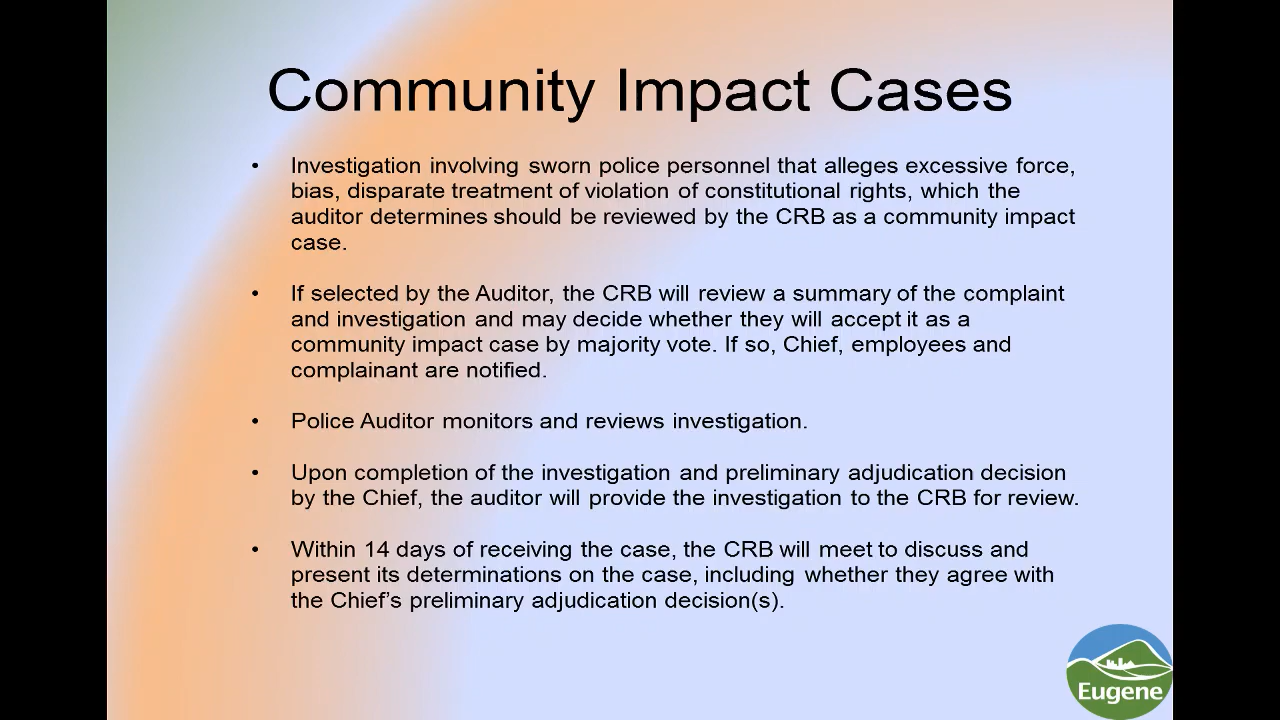 Community Impact Cases
• Investigation involving sworn police personnel that alleges excessive force,
bias, disparate treatment of violation of constitutional rights, which the
auditor determines should be reviewed by the CRB as a community impact
case.
• If selected by the Auditor, the CRB will review a summary of the complaint
and investigation and may decide whether they will accept it as a
community impact case by majority vote. If so, Chief, employees and
complainant are notified.
• Police Auditor monitors and reviews investigation.
• Upon completion of the investigation and preliminary adjudication decision
by the Chief, the auditor will provide the investigation to the CRB for review.
• Within 14 days of receiving the case, the CRB will meet to discuss and
present its determinations on the case, including whether they agree with
the Chief’s preliminary adjudication decision(s).
Eugene